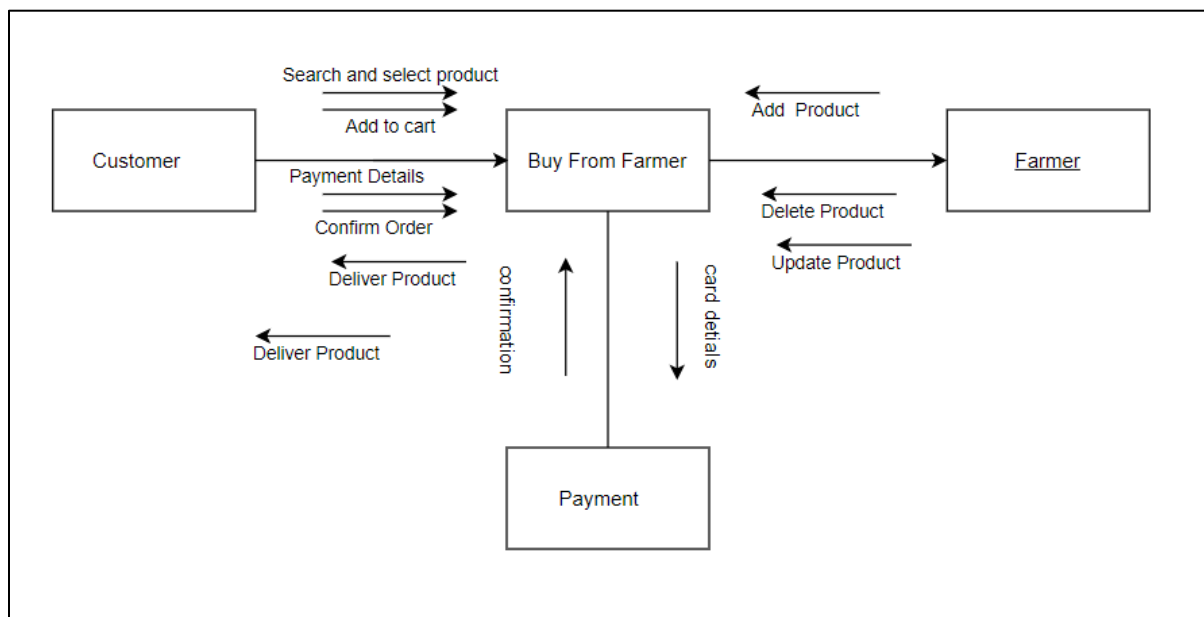 Search and select product
Add Product
Add to cart
Customer
Buy From Farmer
Farmer
Payment Details
Delete Product
Confirm Order
Update Product
Deliver Product
confirmation
card detials
Deliver Product
Payment